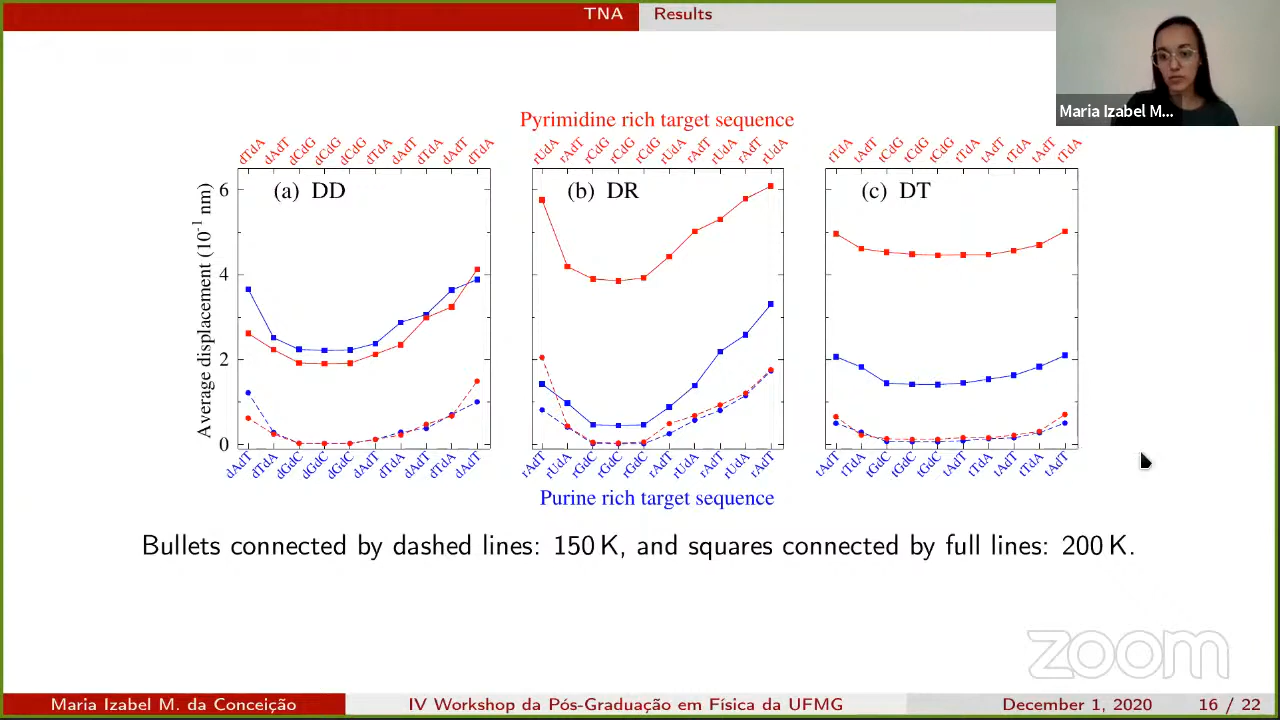 TNA Results
Maria Izabel M...
Pyrimidine rich target sequence
dTdA dAdT dCdG dCdG dCdG dTdA dAdT dTdA dAdT dTdA
rUdA rAdT rCdG rCdG rCdG rUdA rAdT rUdA rAdT rUdA
tTdA tAdT tCdG tCdG tCdG tTdA tAdT tTdA tAdT tTdA
(a) DD
(b) DR
(c) DT
Average displacement (10⁻¹ nm)
6
4
2
0
dAdT dTdA dGdC dGdC dGdC dAdT dTdA dAdT dTdA dAdT
rAdT rUdA rGdC rGdC rGdC rAdT rUdA rAdT rUdA rAdT
tAdT tTdA tGdC tGdC tGdC tAdT tTdA tAdT tTdA tAdT
Purine rich target sequence
Bullets connected by dashed lines: 150 K, and squares connected by full lines: 200 K.
zoom
Maria Izabel M. da Conceição IV Workshop da Pós-Graduação em Física da UFMG December 1, 2020 16 / 22